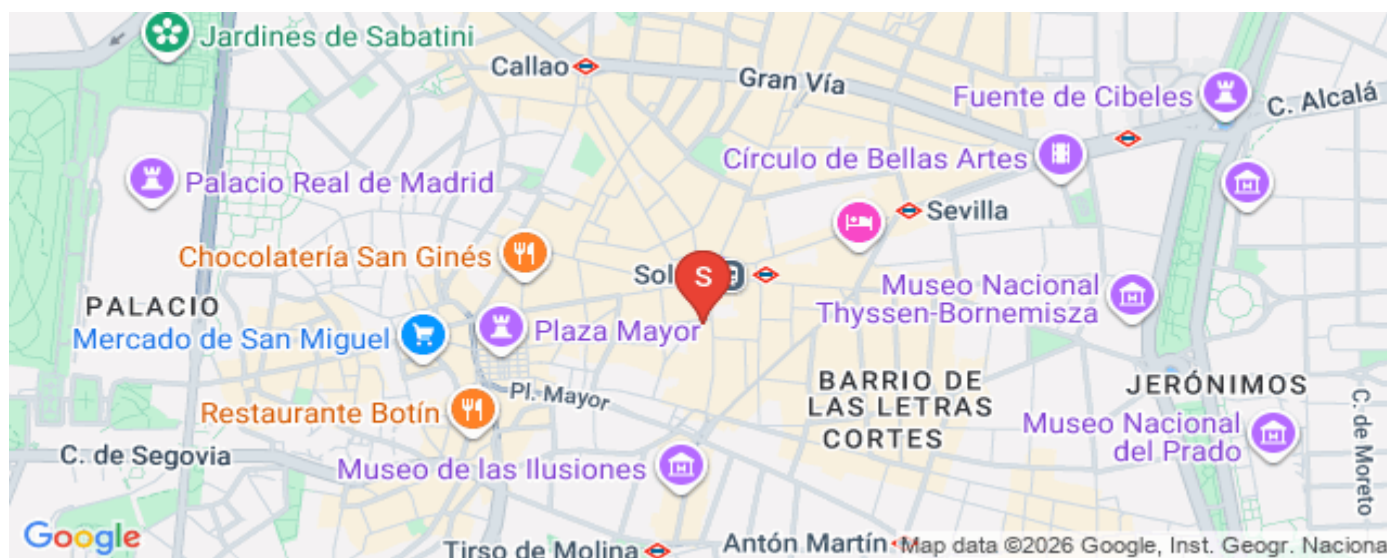 Jardines de Sabatini
Callao
Gran Vía
Fuente de Cibeles
C. Alcalá
Círculo de Bellas Artes
Palacio Real de Madrid
Sevilla
Chocolatería San Ginés
Sol
S
Museo Nacional
Thyssen-Bornemisza
PALACIO
Mercado de San Miguel
Plaza Mayor
Pl. Mayor
BARRIO DE
LAS LETRAS
CORTES
JERÓNIMOS
Restaurante Botín
Museo Nacional
del Prado
C. de Moreto
C. de Segovia
Museo de las Ilusiones
Google
Tirso de Molina
Antón Martín
Map data ©2026 Google, Inst. Geogr. Naciona